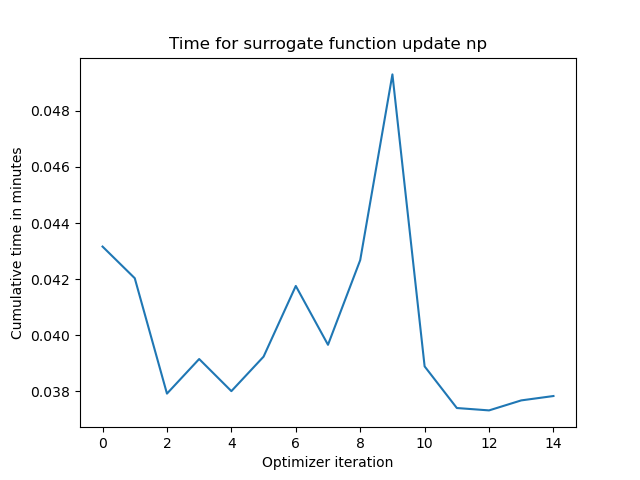 Time for surrogate function update np
Cumulative time in minutes
0.048
0.046
0.044
0.042
0.040
0.038
0 2 4 6 8 10 12 14
Optimizer iteration